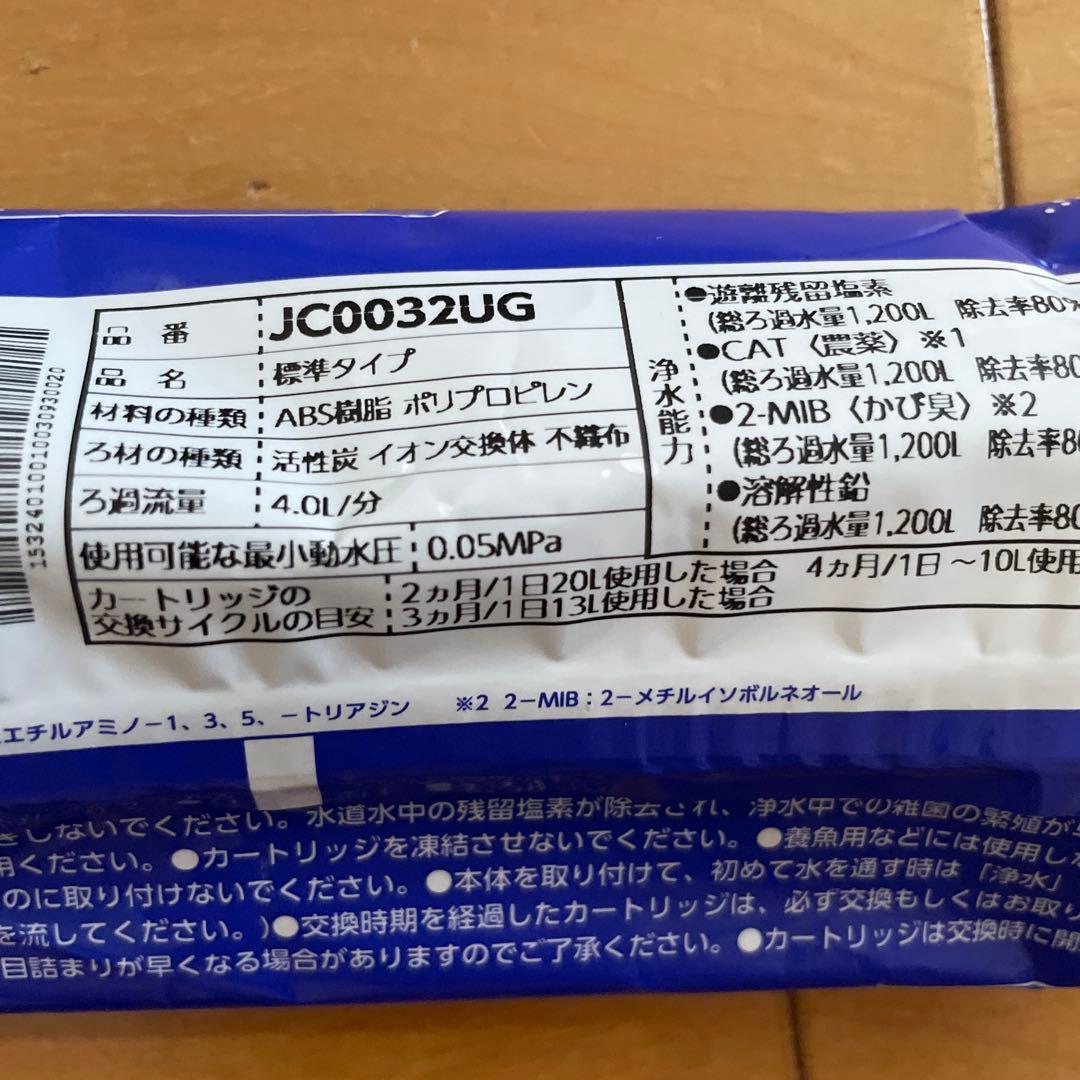 品 番 JC0032UG
品 名 標準タイプ
材料の種類 ABS樹脂 ポリプロピレン
ろ材の種類 活性炭 イオン交換体 不織布
ろ過流量 4.0L/分
使用可能な最小動水圧 0.05MPa
浄水能力
●遊離残留塩素
(総ろ過水量1,200L 除去率80%
●CAT〈農薬〉※1
(総ろ過水量1,200L 除去率80
●2-MIB〈かび臭〉※2
(総ろ過水量1,200L 除去率80
●溶解性鉛
(総ろ過水量1,200L 除去率80
カートリッジの交換サイクルの目安
2ヵ月/1日20L使用した場合 4ヵ月/1日～10L使用
3ヵ月/1日13L使用した場合
153240101001003093020
エチルアミノ－1、3、5、－トリアジン ※2 2－MIB：2－メチルイソボルネオール
きしないでください。水道水中の残留塩素が除去され、浄水中での雑菌の繁殖が
用ください。●カートリッジを凍結させないでください。●養魚用などには使用し
のに取り付けないでください。●本体を取り付けて、初めて水を通す時は「浄水」
を流してください。)●交換時期を経過したカートリッジは、必ず交換もしくはお取り
目詰まりが早くなる場合がありますのでご了承ください。●カートリッジは交換時に開